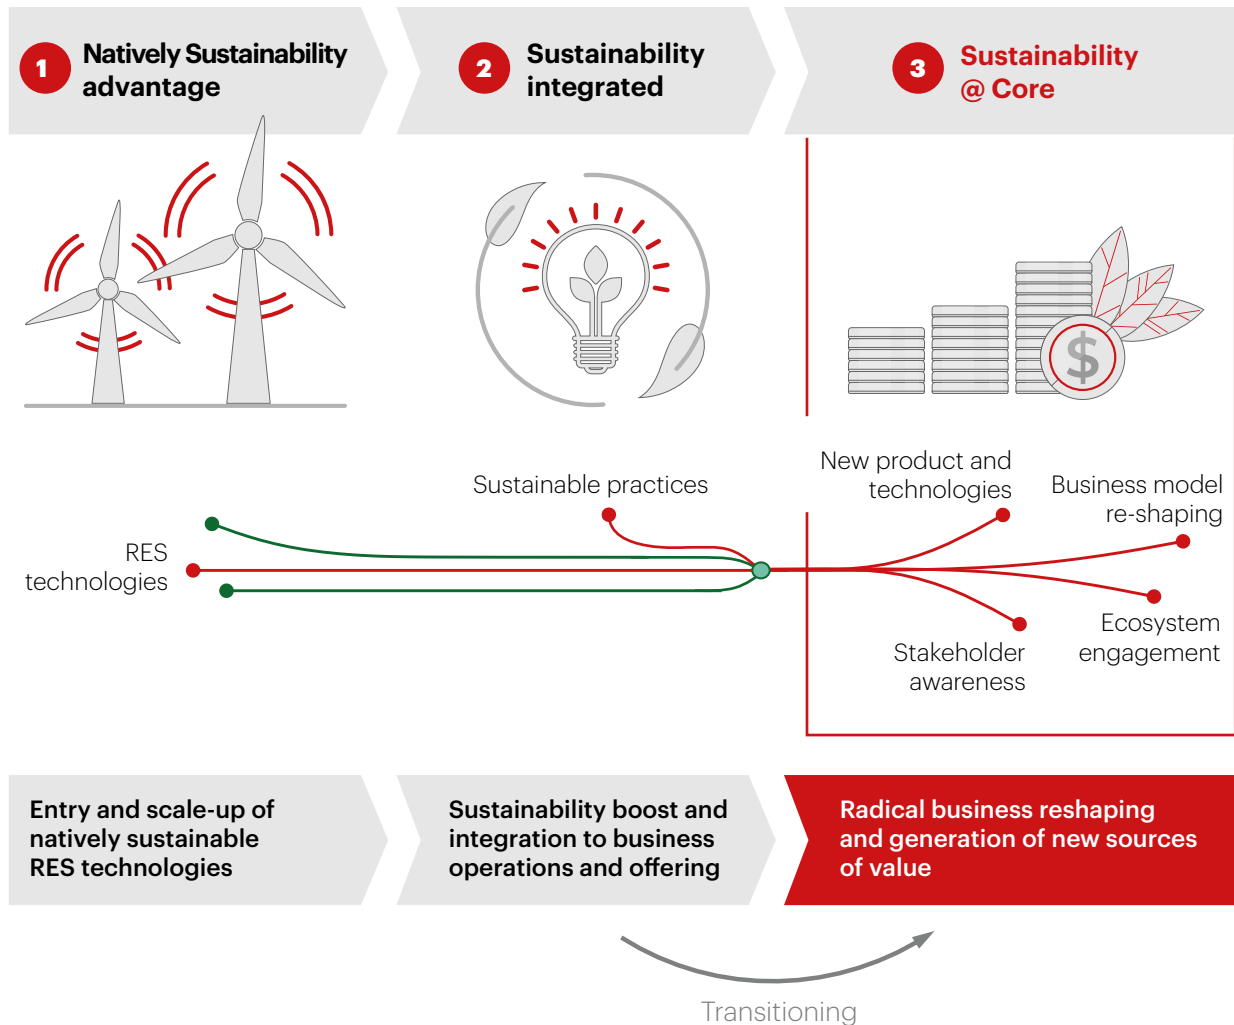 1
Natively Sustainability
advantage
2
Sustainability
integrated
3
Sustainability
@ Core
$
Sustainable practices
New product and
technologies
Business model
re-shaping
RES
technologies
Stakeholder
awareness
Ecosystem
engagement
Entry and scale-up of
natively sustainable
RES technologies
Sustainability boost and
integration to business
operations and offering
Radical business reshaping
and generation of new sources
of value
Transitioning